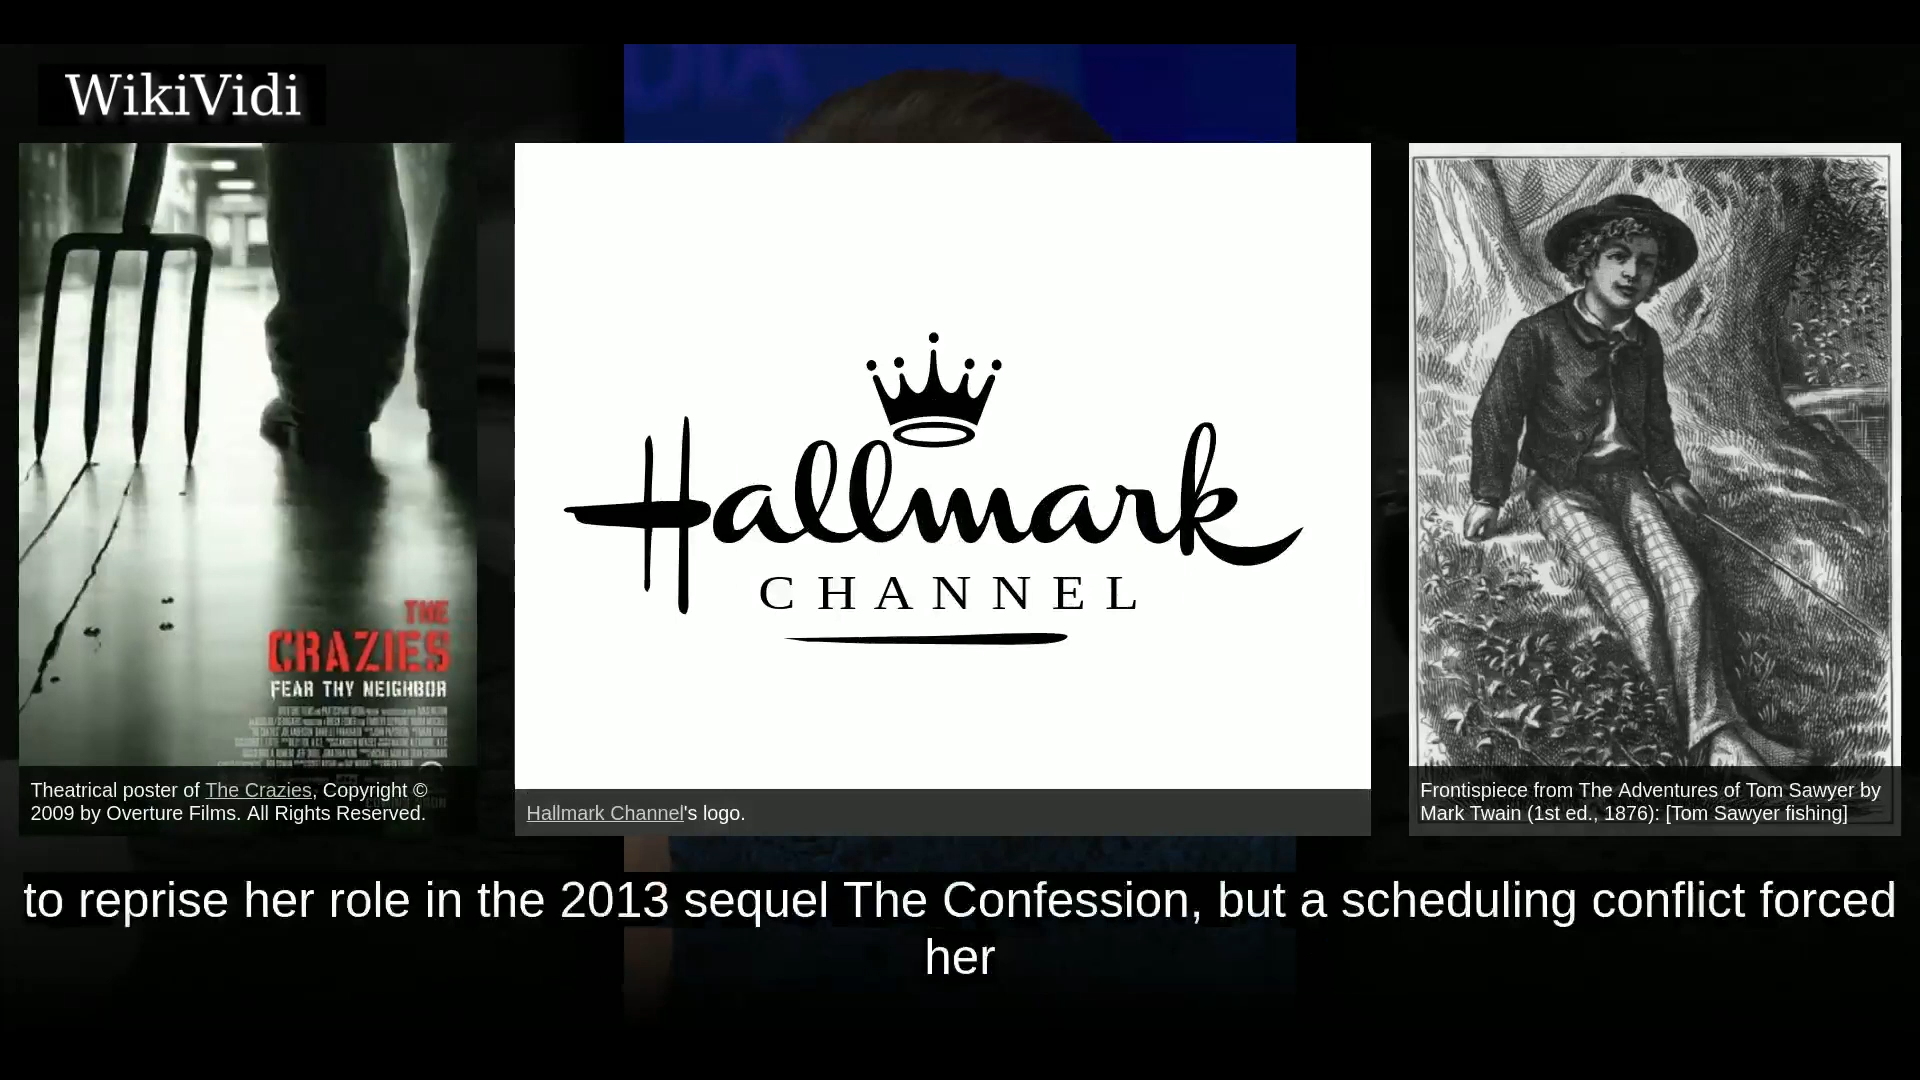 DIA
WikiVidi
THE
CRAZIES
FEAR THY NEIGHBOR
Theatrical poster of The Crazies, Copyright ©
2009 by Overture Films. All Rights Reserved.
Hallmark
CHANNEL
Hallmark Channel's logo.
Frontispiece from The Adventures of Tom Sawyer by
Mark Twain (1st ed., 1876): [Tom Sawyer fishing]
to reprise her role in the 2013 sequel The Confession, but a scheduling conflict forced
her